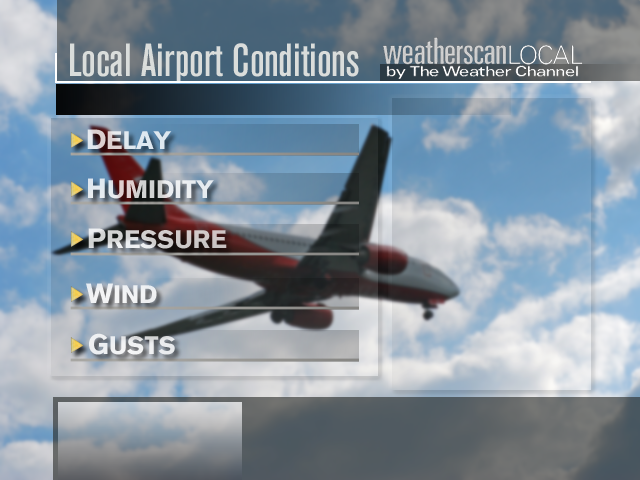 Local Airport Conditions
weatherscanLOCAL
by The Weather Channel
DELAY
HUMIDITY
PRESSURE
WIND
GUSTS